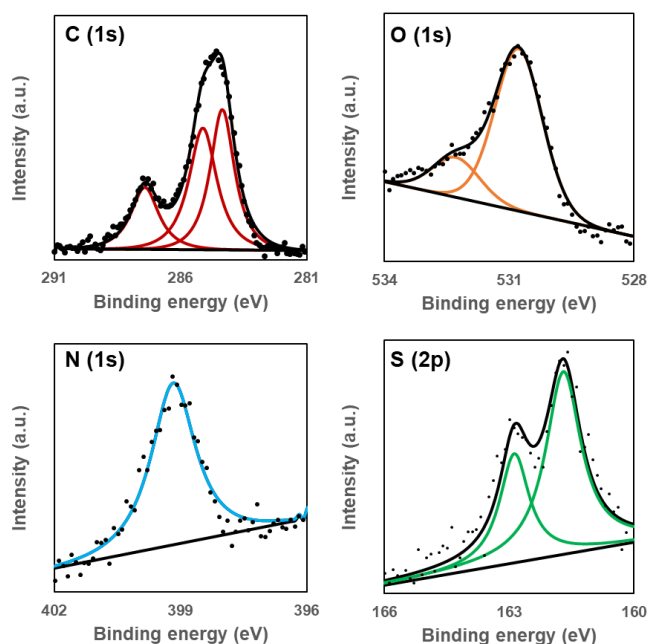 C (1s)
Intensity (a.u.)
291
286
281
Binding energy (eV)
O (1s)
Intensity (a.u.)
534
531
528
Binding energy (eV)
N (1s)
Intensity (a.u.)
402
399
396
Binding energy (eV)
S (2p)
Intensity (a.u.)
166
163
160
Binding energy (eV)